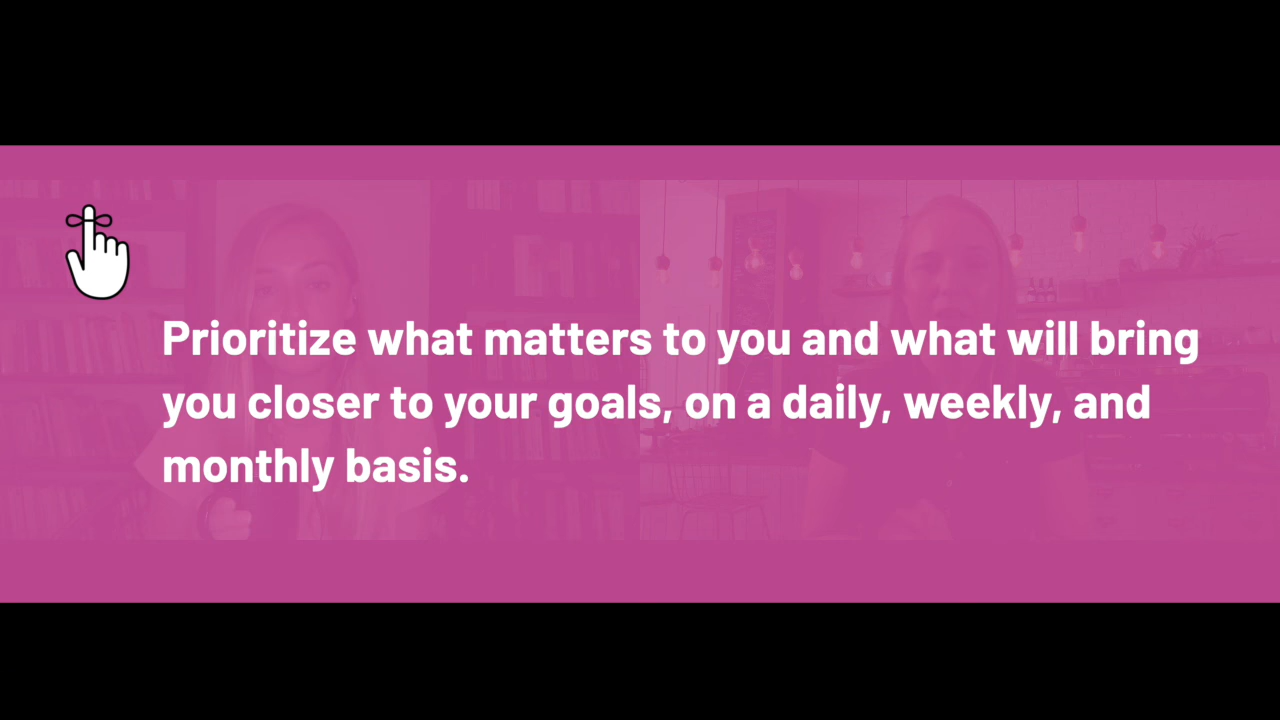 Prioritize what matters to you and what will bring
you closer to your goals, on a daily, weekly, and
monthly basis.